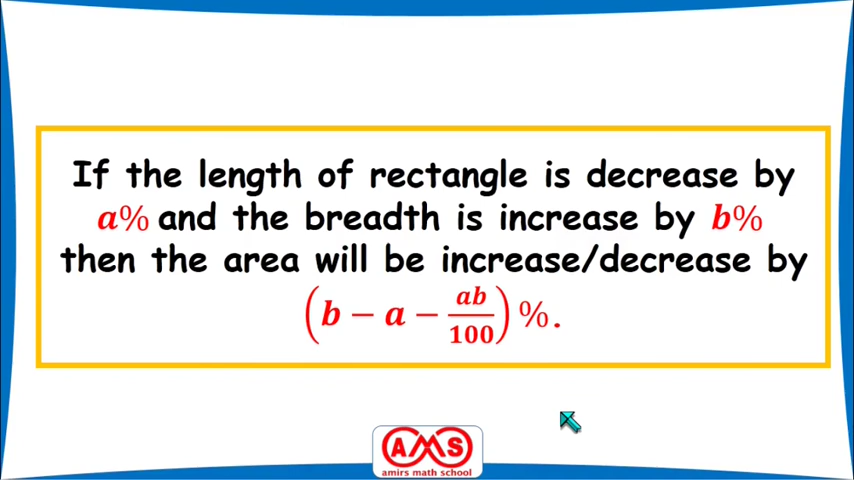 If the length of rectangle is decrease by
a% and the breadth is increase by b%
then the area will be increase/decrease by
(b − a − ab/100) %.
AMS
amirs math school